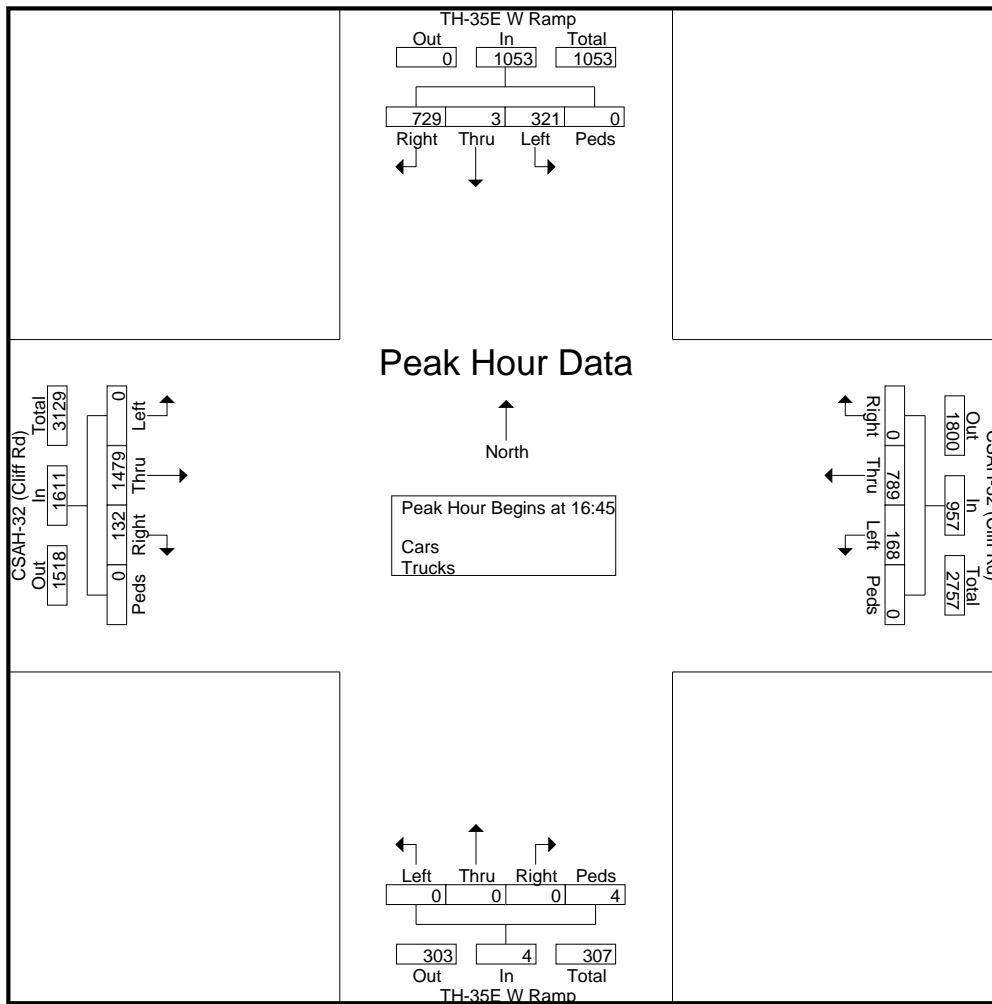 TH-35E W Ramp
Out In Total
0 1053 1053
729 3 321 0
Right Thru Left Peds
Peak Hour Data
North
Peak Hour Begins at 16:45
Cars
Trucks
CSAH-32 (Cliff Rd)
Out In Total
1518 1611 3129
Left Thru Right Peds
0 1479 132 0
CSAH-32 (Cliff Rd)
Out In Total
1800 957 2757
Right Thru Left Peds
0 789 168 0
Left Thru Right Peds
0 0 0 4
303 4 307
Out In Total
TH-35E W Ramp